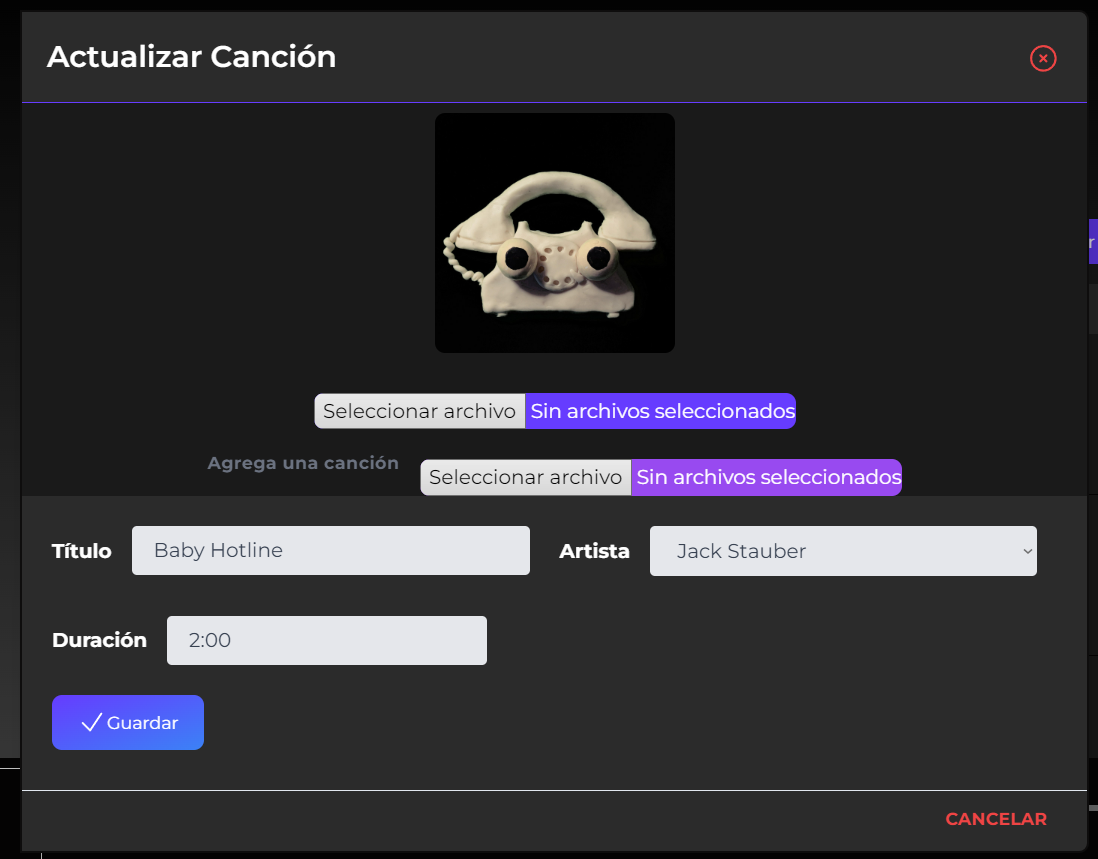 Actualizar Canción
Seleccionar archivo Sin archivos seleccionados
Agrega una canción Seleccionar archivo Sin archivos seleccionados
Título Baby Hotline Artista Jack Stauber
Duración 2:00
Guardar
CANCELAR